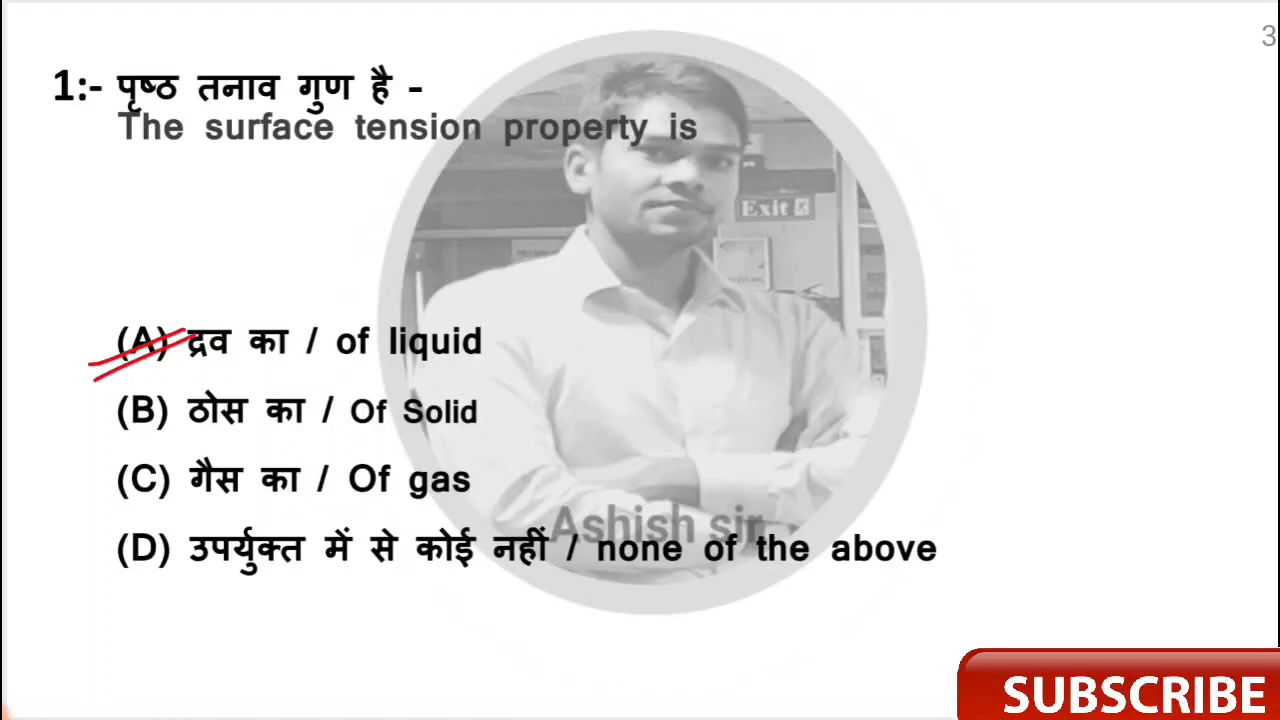 3
1:- पृष्ठ तनाव गुण है -
The surface tension property is
Exit
(A) द्रव का / of liquid
(B) ठोस का / Of Solid
(C) गैस का / Of gas
Ashish sir
(D) उपर्युक्त में से कोई नहीं / none of the above
SUBSCRIBE